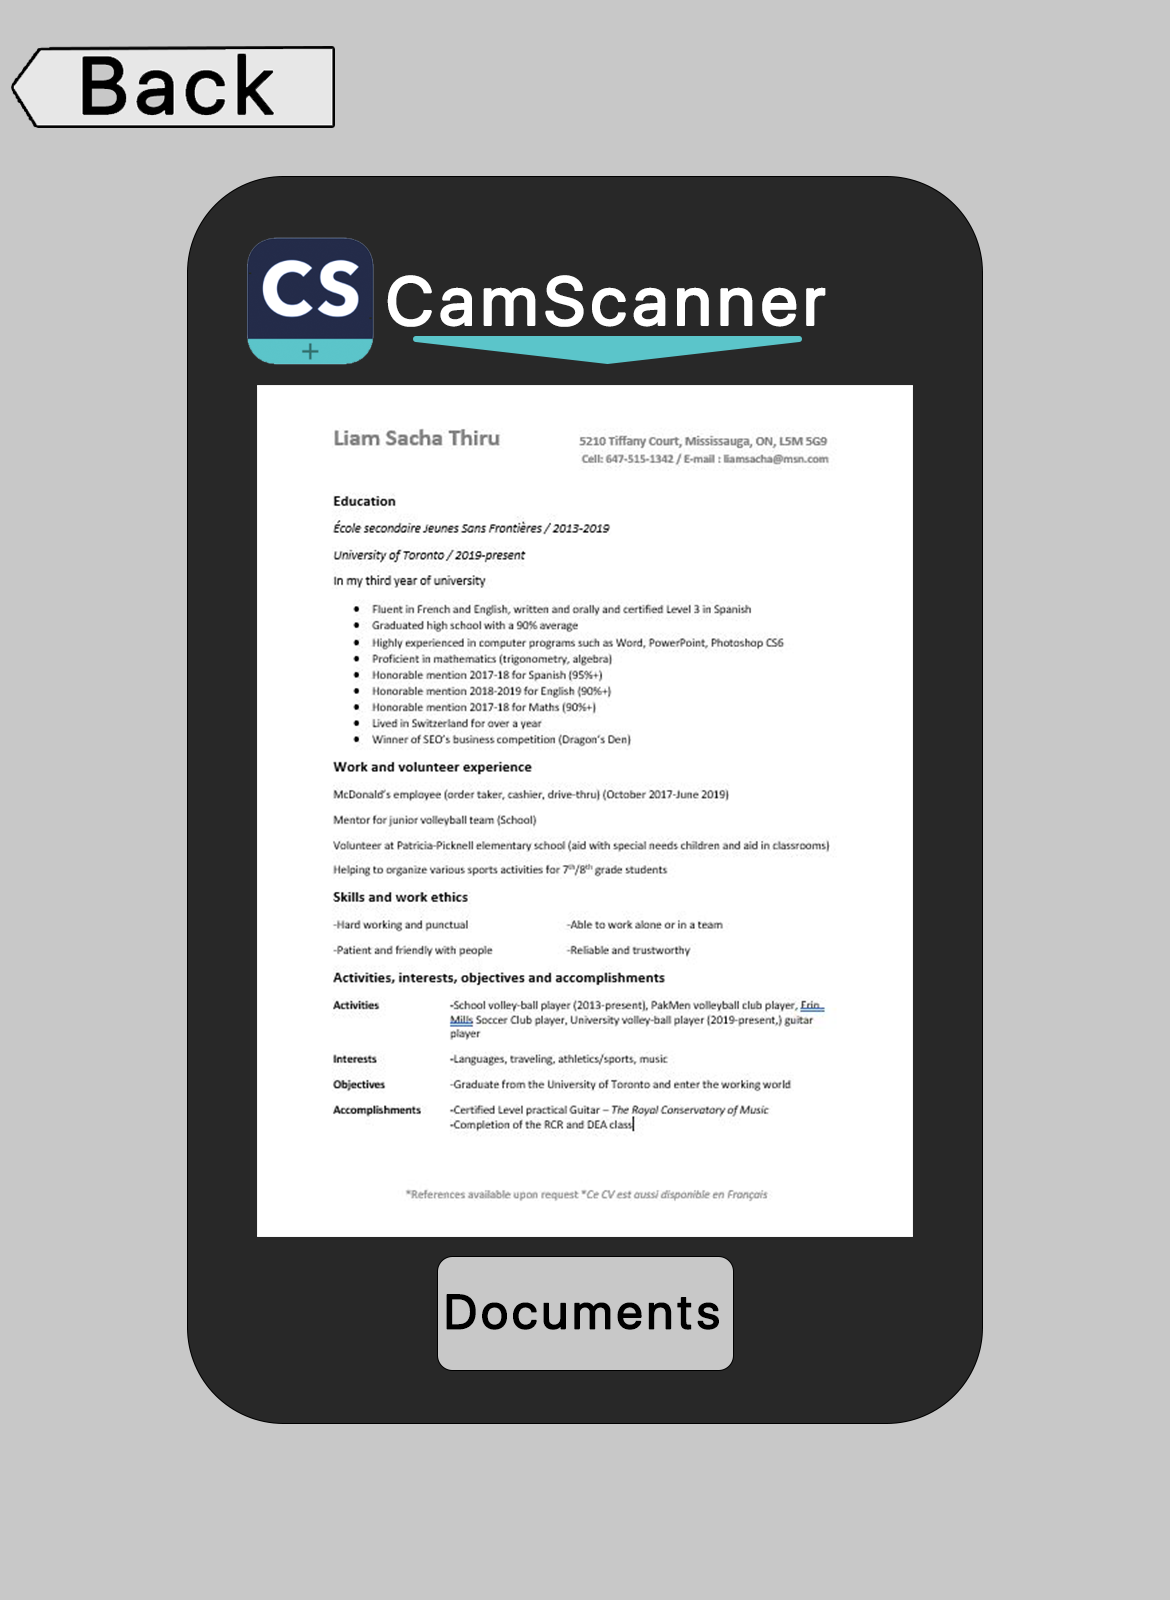 Back
CS
CamScanner
+
Liam Sacha Thiru
5210 Tiffany Court, Mississauga, ON, L5M 5G9
Cell: 647-515-1342 / E-mail : liamsacha@msn.com
Education
École secondaire Jeunes Sans Frontières / 2013-2019
University of Toronto / 2019-present
In my third year of university
• Fluent in French and English, written and orally and certified Level 3 in Spanish
• Graduated high school with a 90% average
• Highly experienced in computer programs such as Word, PowerPoint, Photoshop CS6
• Proficient in mathematics (trigonometry, algebra)
• Honorable mention 2017-18 for Spanish (95%+)
• Honorable mention 2018-2019 for English (90%+)
• Honorable mention 2017-18 for Maths (90%+)
• Lived in Switzerland for over a year
• Winner of SEO's business competition (Dragon's Den)
Work and volunteer experience
McDonald's employee (order taker, cashier, drive-thru) (October 2017-June 2019)
Mentor for junior volleyball team (School)
Volunteer at Patricia-Picknell elementary school (aid with special needs children and aid in classrooms)
Helping to organize various sports activities for 7th/8th grade students
Skills and work ethics
-Hard working and punctual -Able to work alone or in a team
-Patient and friendly with people -Reliable and trustworthy
Activities, interests, objectives and accomplishments
Activities -School volley-ball player (2013-present), PakMen volleyball club player, Erin
Mills Soccer Club player, University volley-ball player (2019-present,) guitar
player
Interests -Languages, traveling, athletics/sports, music
Objectives -Graduate from the University of Toronto and enter the working world
Accomplishments -Certified Level practical Guitar – The Royal Conservatory of Music
-Completion of the RCR and DEA class
*References available upon request *Ce CV est aussi disponible en Français
Documents